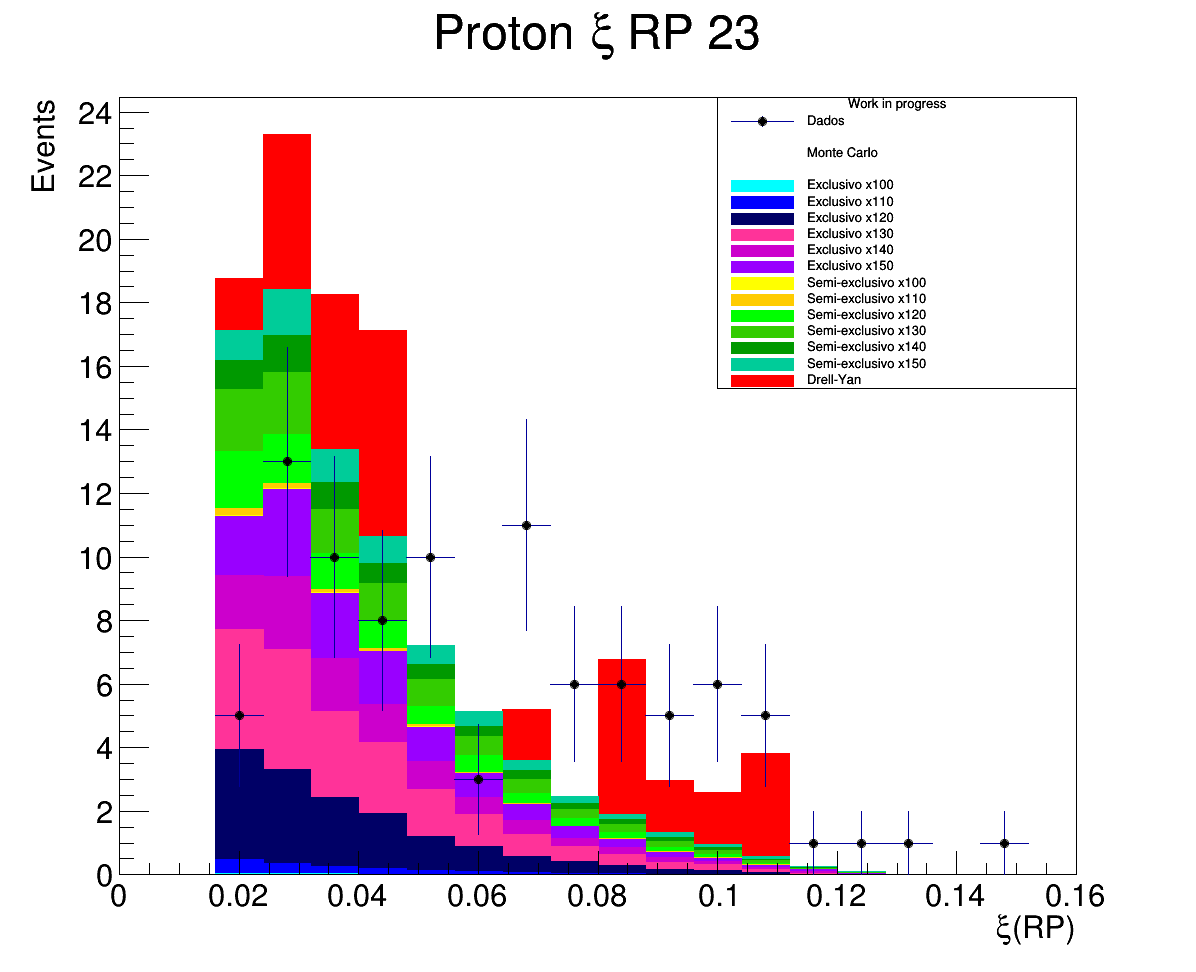 Proton ξ RP 23
Events
24
22
20
18
16
14
12
10
8
6
4
2
0
Work in progress
Dados
Monte Carlo
Exclusivo x100
Exclusivo x110
Exclusivo x120
Exclusivo x130
Exclusivo x140
Exclusivo x150
Semi-exclusivo x100
Semi-exclusivo x110
Semi-exclusivo x120
Semi-exclusivo x130
Semi-exclusivo x140
Semi-exclusivo x150
Drell-Yan
0 0.02 0.04 0.06 0.08 0.1 0.12 0.14 0.16
ξ(RP)